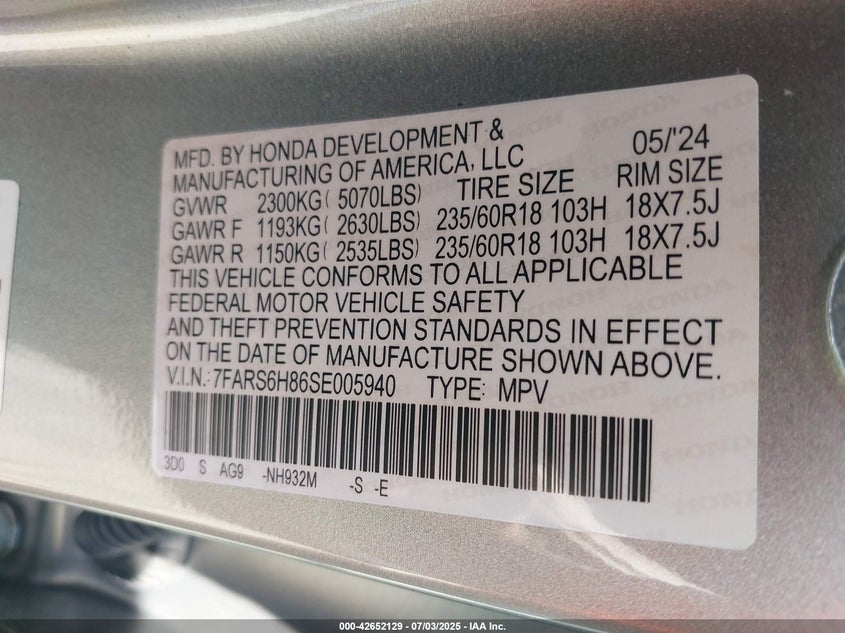 MFD. BY HONDA DEVELOPMENT & 05/'24
MANUFACTURING OF AMERICA, LLC
GVWR 2300KG( 5070LBS) TIRE SIZE RIM SIZE
GAWR F 1193KG( 2630LBS) 235/60R18 103H 18X7.5J
GAWR R 1150KG( 2535LBS) 235/60R18 103H 18X7.5J
THIS VEHICLE CONFORMS TO ALL APPLICABLE
FEDERAL MOTOR VEHICLE SAFETY
AND THEFT PREVENTION STANDARDS IN EFFECT
ON THE DATE OF MANUFACTURE SHOWN ABOVE.
V.I.N.:7FARS6H86SE005940 TYPE: MPV
3D0 S AG9 -NH932M -S -E
000-42652129 - 07/03/2025 - IAA Inc.